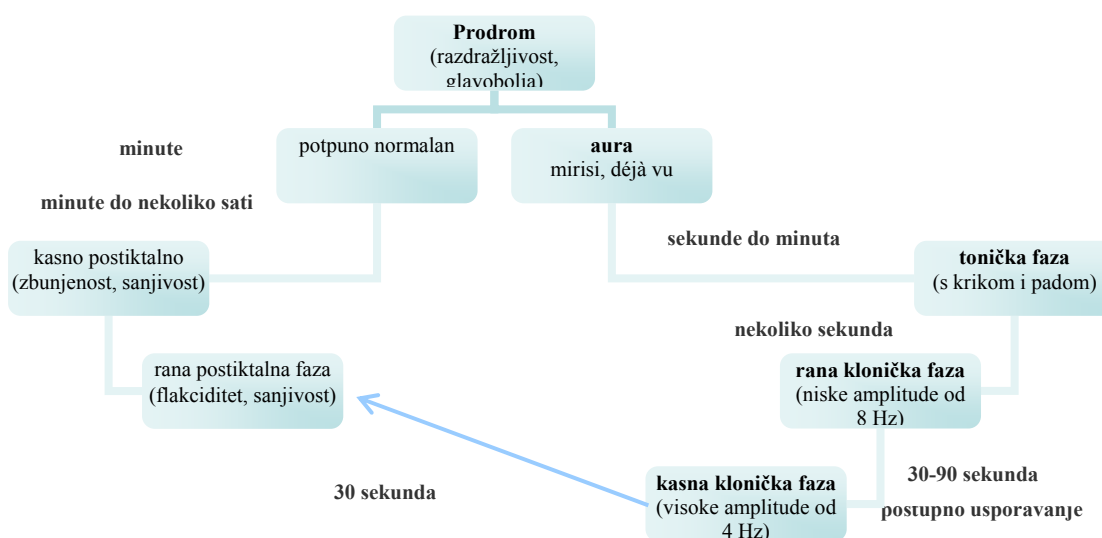 Prodrom
(razdražljivost,
glavobolja)
potpuno normalan
aura
mirisi, déjà vu
minute
minute do nekoliko sati
sekunde do minuta
kasno postiktalno
(zbunjenost, sanjivost)
tonička faza
(s krikom i padom)
nekoliko sekunda
rana postiktalna faza
(flakciditet, sanjivost)
rana klonička faza
(niske amplitude od
8 Hz)
30 sekunda
kasna klonička faza
(visoke amplitude od
4 Hz)
30-90 sekunda
postupno usporavanje